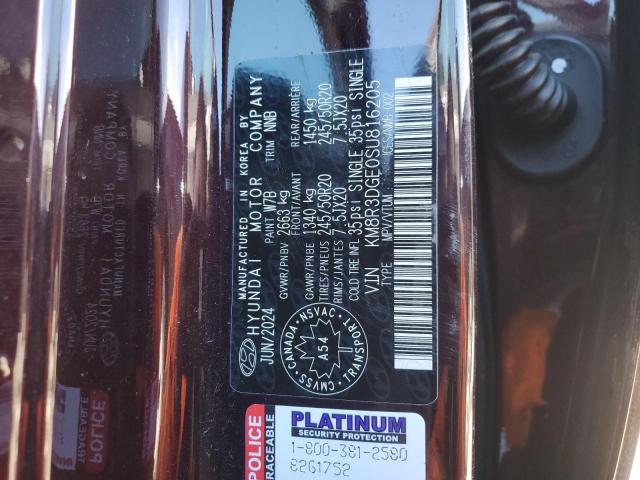 MANUFACTURED IN KOREA BY
HYUNDAI MOTOR COMPANY
JUN/2024 PAINT W7B TRIM NNB
GVWR/PNBV 2663 kg
FRONT/AVANT REAR/ARRIÈRE
GAWR/PNBE 1340 kg 1450 kg
TIRES/PNEUS 245/50R20 245/50R20
RIMS/JANTES 7.5JX20 7.5JX20
COLD TIRE INFL 35psi SINGLE 35psi SINGLE
VIN KM8R3DGE0SU816205
TYPE MPV/VTUM
CANADA • NSVAC • TRANSPORT • CMVSS
A54
POLICE
TRACEABLE
PLATINUM
SECURITY PROTECTION
1-800-381-2580
82G1752